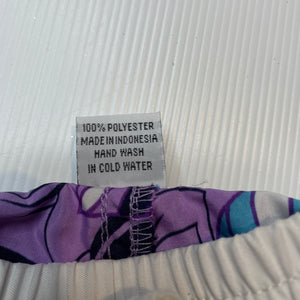 100% POLYESTER
MADE IN INDONESIA
HAND WASH
IN COLD WATER